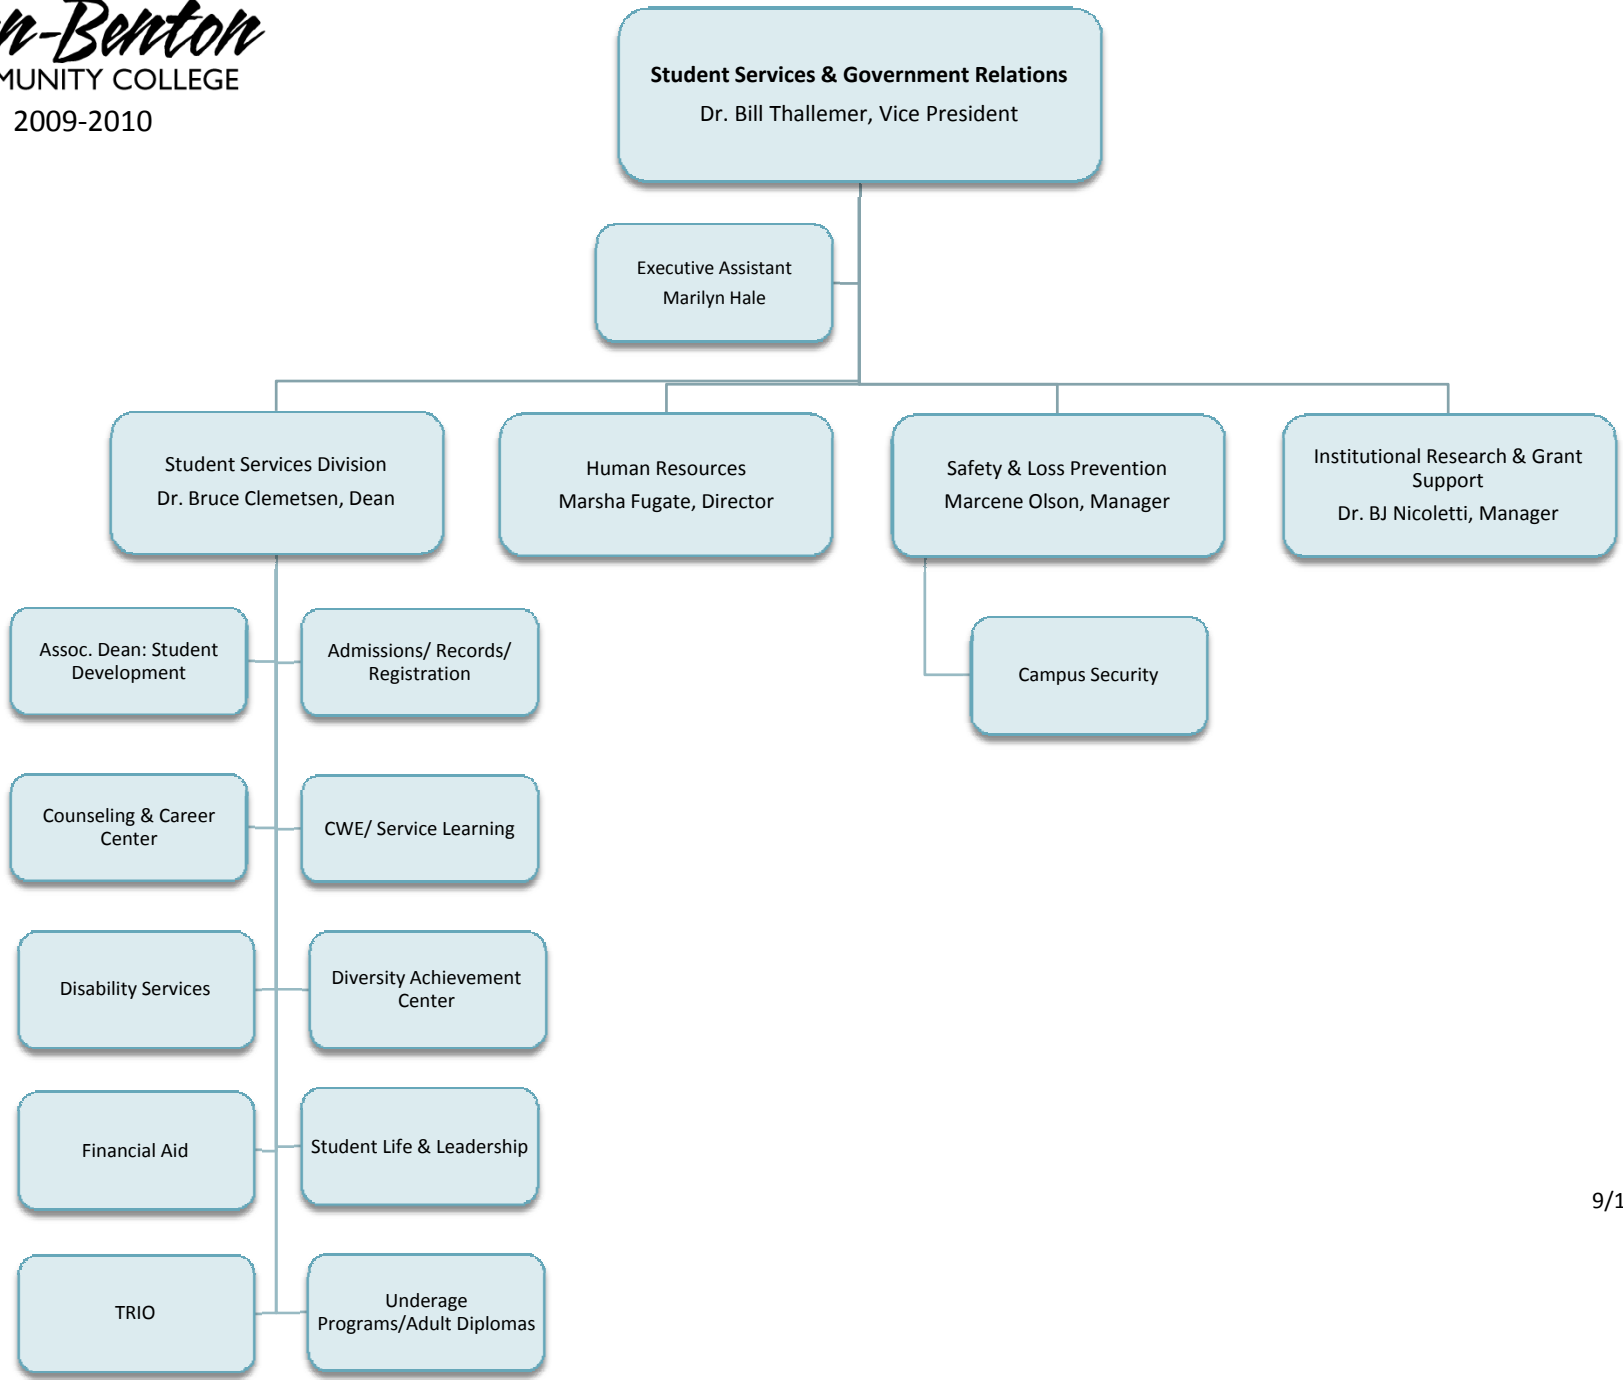 -Benton
MUNITY COLLEGE
2009-2010
Student Services & Government Relations
Dr. Bill Thallemer, Vice President
Executive Assistant
Marilyn Hale
Student Services Division
Dr. Bruce Clemetsen, Dean
Human Resources
Marsha Fugate, Director
Safety & Loss Prevention
Marcene Olson, Manager
Institutional Research & Grant
Support
Dr. BJ Nicoletti, Manager
Assoc. Dean: Student
Development
Admissions/ Records/
Registration
Campus Security
Counseling & Career
Center
CWE/ Service Learning
Disability Services
Diversity Achievement
Center
Financial Aid
Student Life & Leadership
9/1
TRIO
Underage
Programs/Adult Diplomas